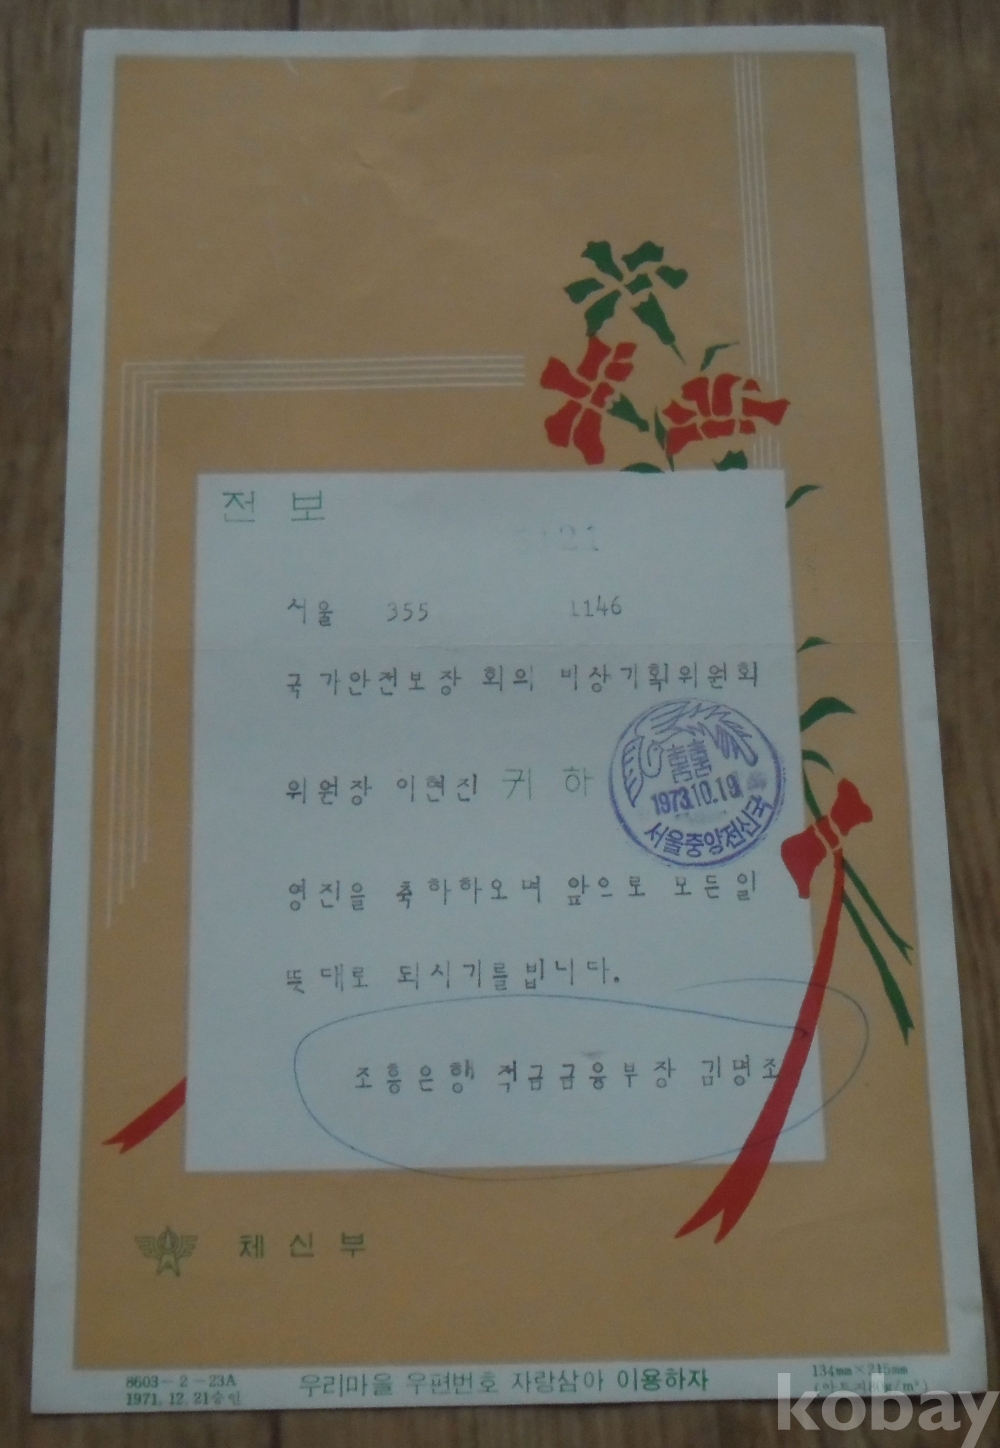 전 보
21
서울 355 1146
국가안전보장 회의 비상기획위원회
위원장 이현진 귀하
囍
1973.10.19
서울중앙전신국
영진을 축하하오며 앞으로 모든일
뜻대로 되시기를빕니다.
조흥은행 적금금융부장 김명조
체신부
8603-2-23A
1971. 12. 21승인
우리마을 우편번호 자랑삼아 이용하자
134mm×215mm
kobay